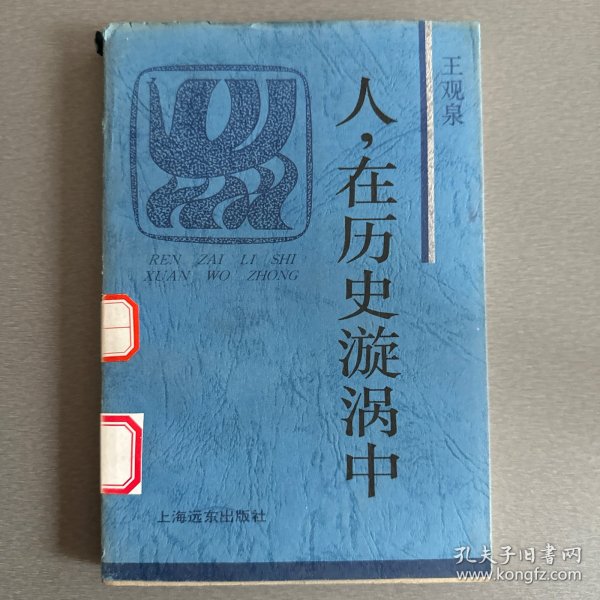 王观泉
人，在历史漩涡中
REN ZAI LI SHI
XUAN WO ZHONG
上海远东出版社
孔夫子旧书网
www.kongfz.com